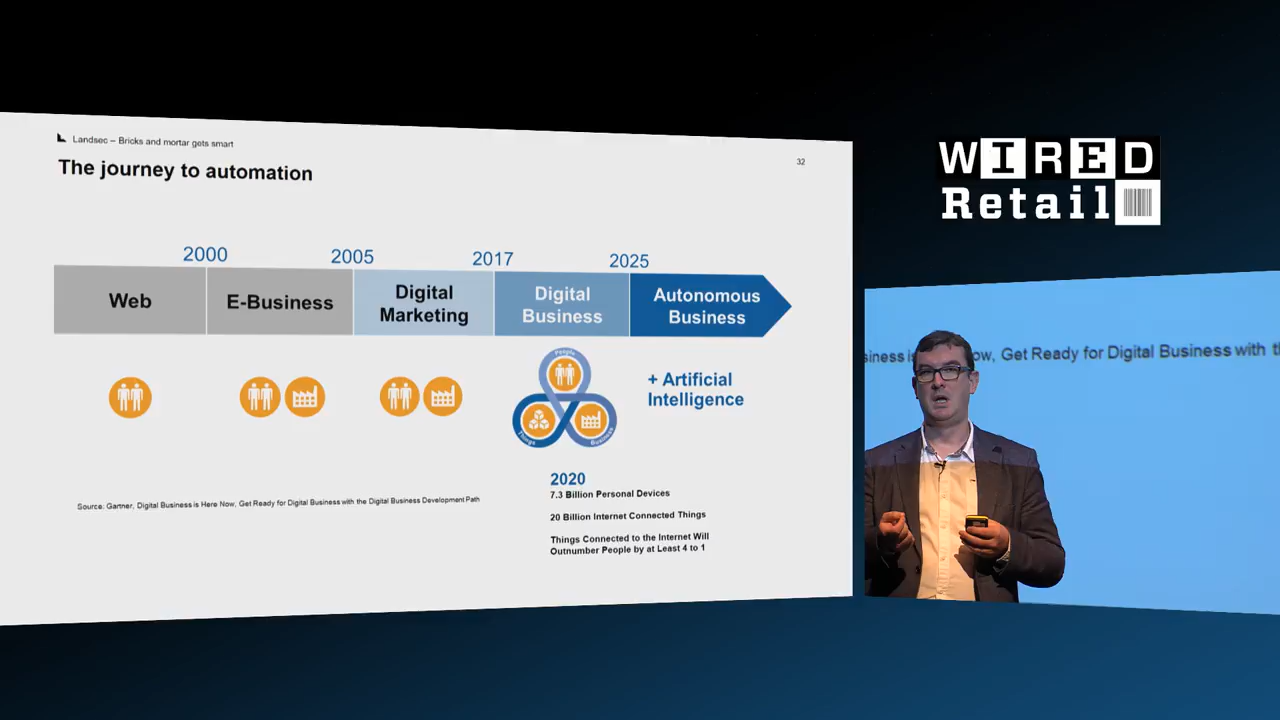 Landsec – Bricks and mortar gets smart
The journey to automation
32
2000
2005
2017
2025
Web
E-Business
Digital
Marketing
Digital
Business
Autonomous
Business
People
Things
Business
+ Artificial
Intelligence
2020
7.3 Billion Personal Devices
20 Billion Internet Connected Things
Things Connected to the Internet Will
Outnumber People by at Least 4 to 1
Source: Gartner, Digital Business is Here Now, Get Ready for Digital Business with the Digital Business Development Path
WIRED
Retail
siness is ow, Get Ready for Digital Business with